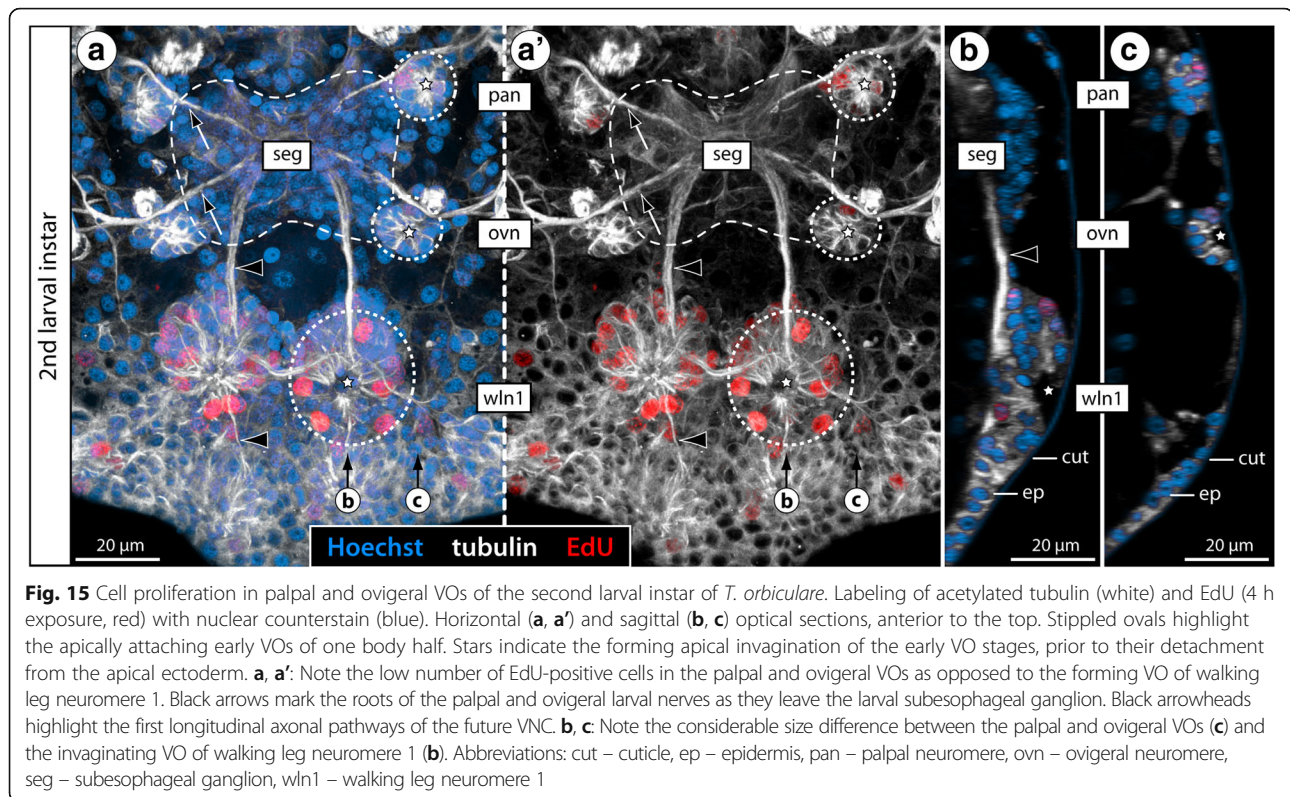 2nd larval instar
a
a'
b
c
pan
pan
seg
seg
seg
ovn
ovn
wln1
wln1
b
c
b
c
cut
cut
ep
ep
Hoechst tubulin EdU
20 µm
20 µm
20 µm
Fig. 15 Cell proliferation in palpal and ovigeral VOs of the second larval instar of T. orbiculare. Labeling of acetylated tubulin (white) and EdU (4 h
exposure, red) with nuclear counterstain (blue). Horizontal (a, a’) and sagittal (b, c) optical sections, anterior to the top. Stippled ovals highlight
the apically attaching early VOs of one body half. Stars indicate the forming apical invagination of the early VO stages, prior to their detachment
from the apical ectoderm. a, a’: Note the low number of EdU-positive cells in the palpal and ovigeral VOs as opposed to the forming VO of walking
leg neuromere 1. Black arrows mark the roots of the palpal and ovigeral larval nerves as they leave the larval subesophageal ganglion. Black arrowheads
highlight the first longitudinal axonal pathways of the future VNC. b, c: Note the considerable size difference between the palpal and ovigeral VOs (c) and
the invaginating VO of walking leg neuromere 1 (b). Abbreviations: cut – cuticle, ep – epidermis, pan – palpal neuromere, ovn – ovigeral neuromere,
seg – subesophageal ganglion, wln1 – walking leg neuromere 1